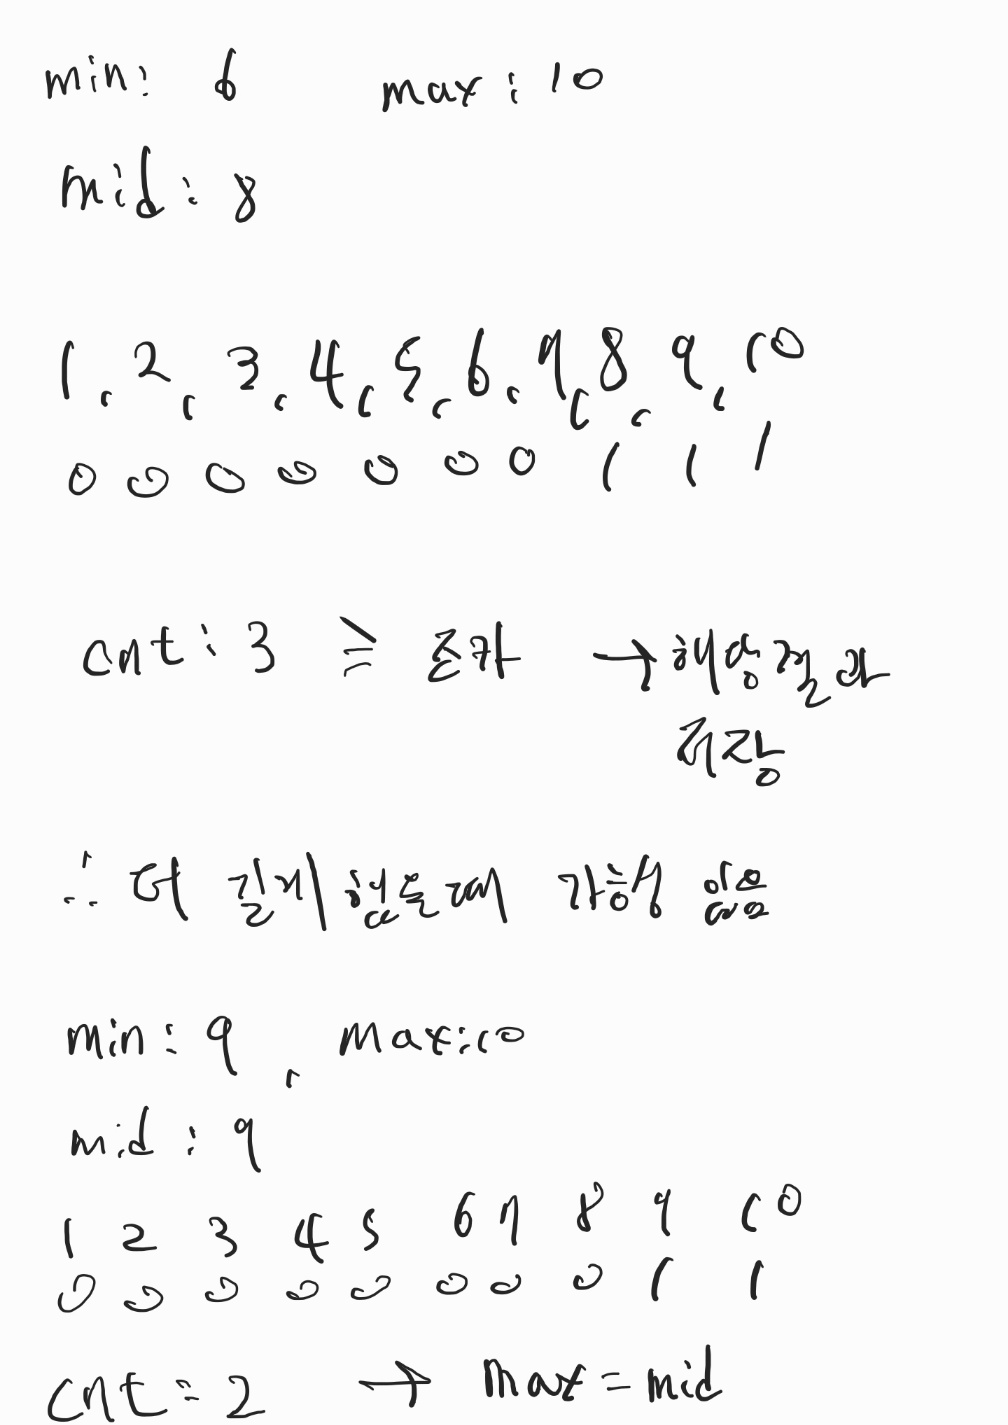 min: 6 max : 10
mid : 8
1, 2, 3, 4, 5, 6, 7, 8, 9, 10
0 0 0 0 0 0 0 1 1 1
cnt : 3 ≥ 조가 → 해당결과
저장
∴ 더 길게 했을때 가능성 있음
min : 9, max : 10
mid : 9
1 2 3 4 5 6 7 8 9 10
0 0 0 0 0 0 0 0 1 1
cnt = 2 → max = mid